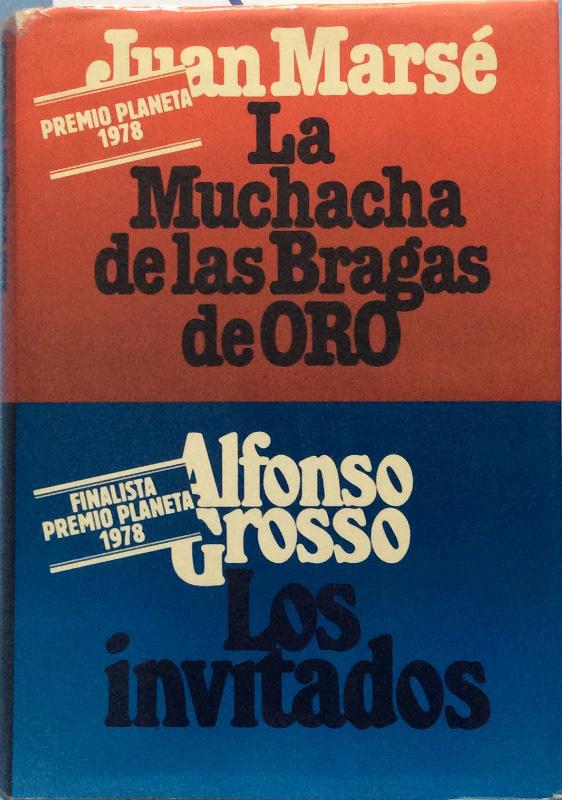 Juan Marsé
PREMIO PLANETA
1978
La
Muchacha
de las Bragas
de ORO
Alfonso
Grosso
FINALISTA
PREMIO PLANETA
1978
Los
invitados